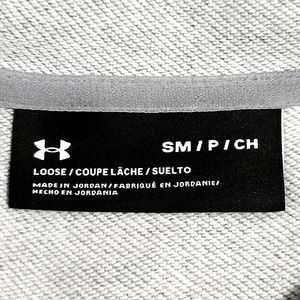 SM / P / CH
LOOSE / COUPE LÂCHE / SUELTO
MADE IN JORDAN / FABRIQUÉ EN JORDANIE /
HECHO EN JORDANIA